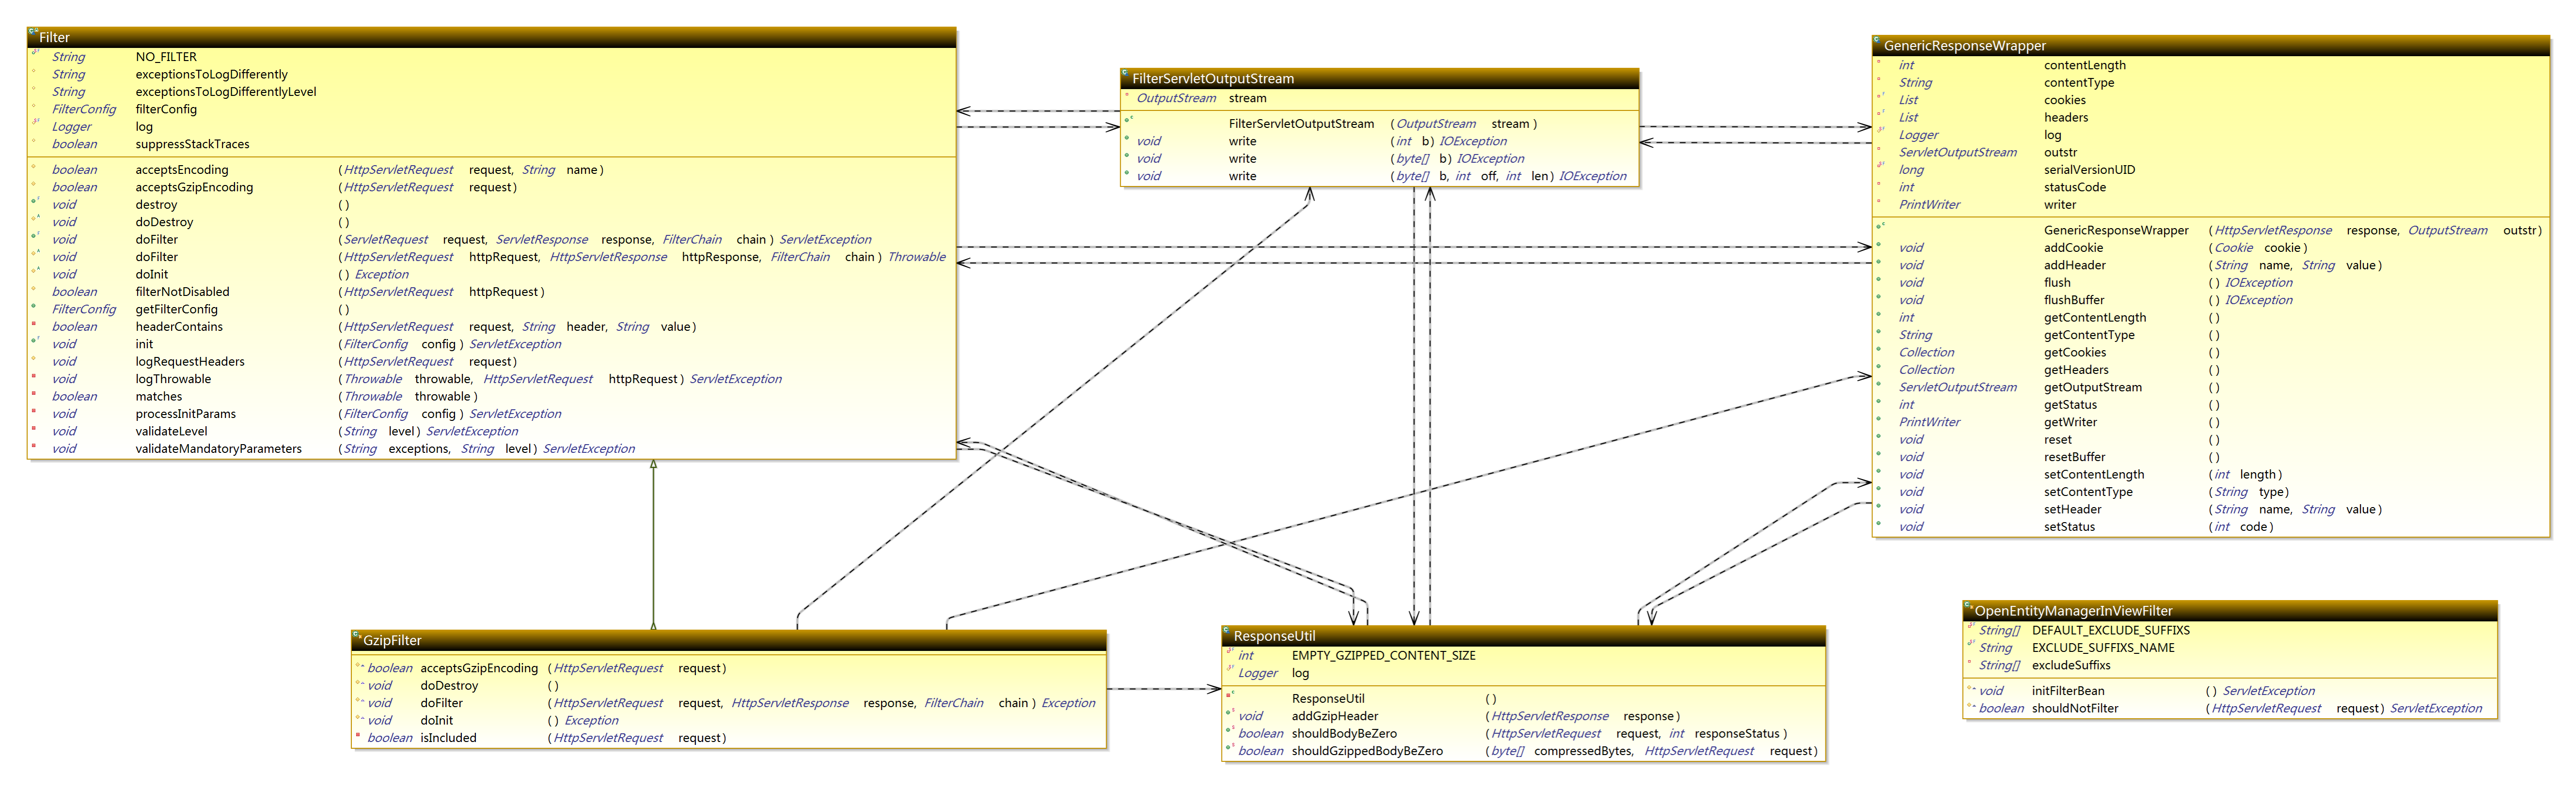 Filter
String NO_FILTER
String exceptionsToLogDifferently
String exceptionsToLogDifferentlyLevel
FilterConfig filterConfig
Logger log
boolean suppressStackTraces
boolean acceptsEncoding (HttpServletRequest request, String name)
boolean acceptsGzipEncoding (HttpServletRequest request)
void destroy ()
void doDestroy ()
void doFilter (ServletRequest request, ServletResponse response, FilterChain chain) ServletException
void doFilter (HttpServletRequest httpRequest, HttpServletResponse httpResponse, FilterChain chain) Throwable
void doInit () Exception
boolean filterNotDisabled (HttpServletRequest httpRequest)
FilterConfig getFilterConfig ()
boolean headerContains (HttpServletRequest request, String header, String value)
void init (FilterConfig config) ServletException
void logRequestHeaders (HttpServletRequest request)
void logThrowable (Throwable throwable, HttpServletRequest httpRequest) ServletException
boolean matches (Throwable throwable)
void processInitParams (FilterConfig config) ServletException
void validateLevel (String level) ServletException
void validateMandatoryParameters (String exceptions, String level) ServletException
FilterServletOutputStream
OutputStream stream
FilterServletOutputStream (OutputStream stream)
void write (int b) IOException
void write (byte[] b) IOException
void write (byte[] b, int off, int len) IOException
GenericResponseWrapper
int contentLength
String contentType
List cookies
List headers
Logger log
ServletOutputStream outstr
long serialVersionUID
int statusCode
PrintWriter writer
GenericResponseWrapper (HttpServletResponse response, OutputStream outstr)
void addCookie (Cookie cookie)
void addHeader (String name, String value)
void flush () IOException
void flushBuffer () IOException
int getContentLength ()
String getContentType ()
Collection getCookies ()
Collection getHeaders ()
ServletOutputStream getOutputStream ()
int getStatus ()
PrintWriter getWriter ()
void reset ()
void resetBuffer ()
void setContentLength (int length)
void setContentType (String type)
void setHeader (String name, String value)
void setStatus (int code)
GzipFilter
boolean acceptsGzipEncoding (HttpServletRequest request)
void doDestroy ()
void doFilter (HttpServletRequest request, HttpServletResponse response, FilterChain chain) Exception
void doInit () Exception
boolean isIncluded (HttpServletRequest request)
ResponseUtil
int EMPTY_GZIPPED_CONTENT_SIZE
Logger log
ResponseUtil ()
void addGzipHeader (HttpServletResponse response)
boolean shouldBodyBeZero (HttpServletRequest request, int responseStatus)
boolean shouldGzippedBodyBeZero (byte[] compressedBytes, HttpServletRequest request)
OpenEntityManagerInViewFilter
String[] DEFAULT_EXCLUDE_SUFFIXS
String EXCLUDE_SUFFIXS_NAME
String[] excludeSuffixs
void initFilterBean () ServletException
boolean shouldNotFilter (HttpServletRequest request) ServletException